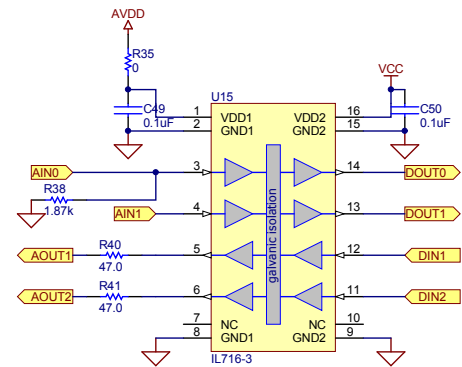 AVDD
R35
0
VCC
U15
C49
0.1uF
C50
0.1uF
1 VDD1 VDD2 16
2 GND1 GND2 15
AIN0 3 14 DOUT0
R38
1.87k
AIN1 4 13 DOUT1
galvanic isolation
AOUT1 R40 5 12 DIN1
47.0
AOUT2 R41 6 11 DIN2
47.0
7 NC NC 10
8 GND1 GND2 9
IL716-3